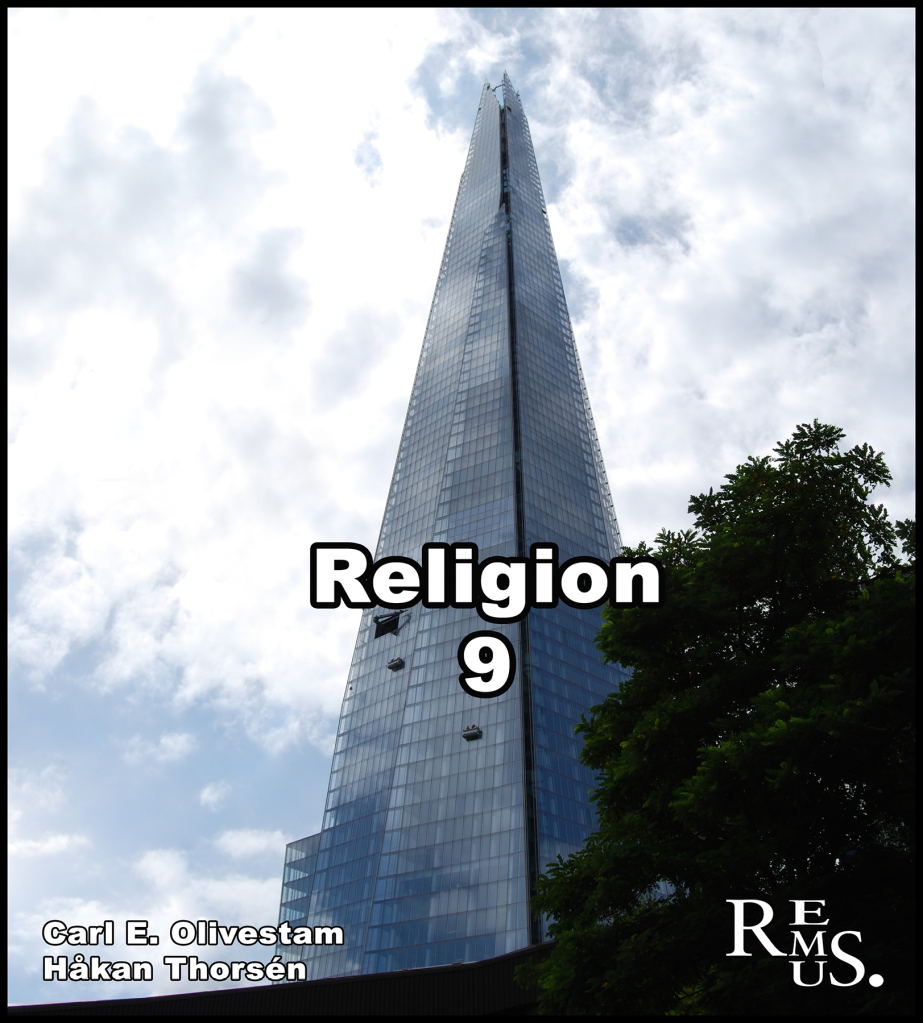 Religion
9
Carl E. Olivestam
Håkan Thorsén
REMUS.